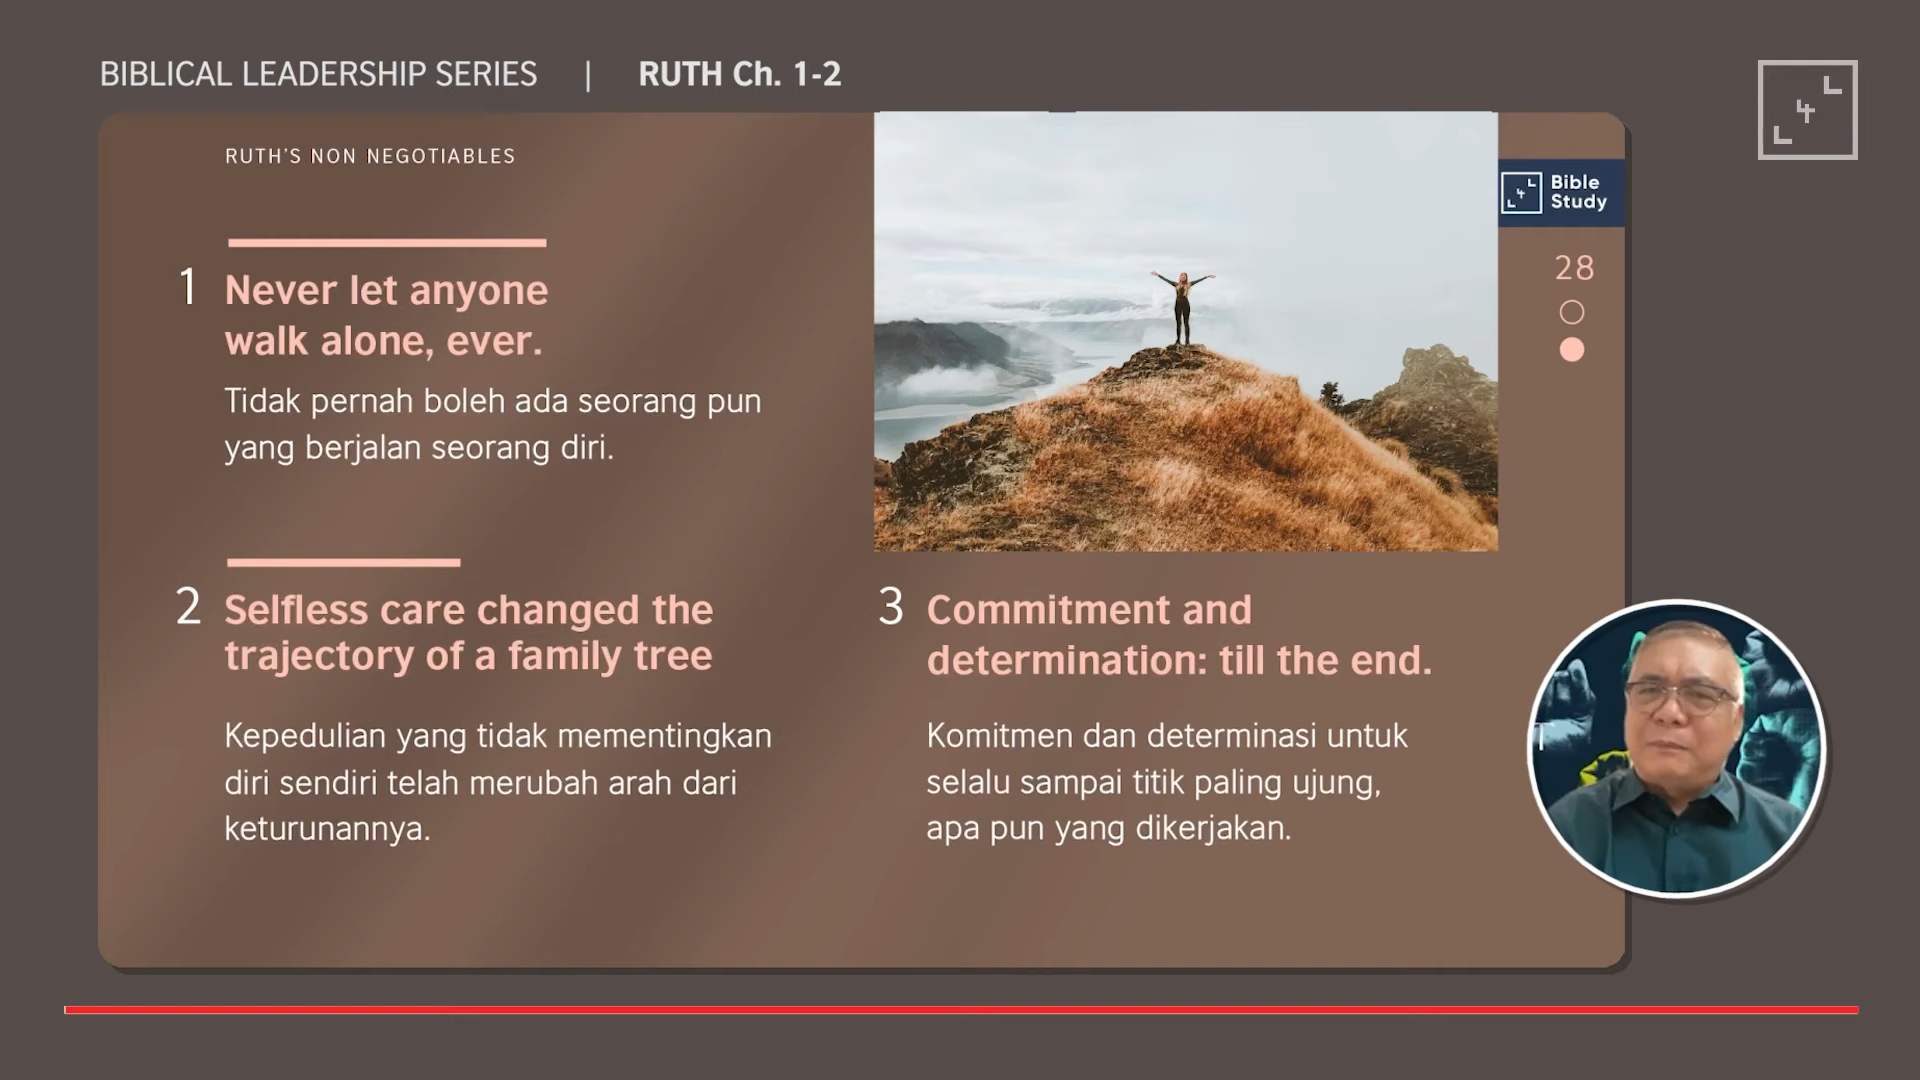 BIBLICAL LEADERSHIP SERIES | RUTH Ch. 1-2
RUTH'S NON NEGOTIABLES
1 Never let anyone
walk alone, ever.
Tidak pernah boleh ada seorang pun
yang berjalan seorang diri.
2 Selfless care changed the
trajectory of a family tree
Kepedulian yang tidak mementingkan
diri sendiri telah merubah arah dari
keturunannya.
3 Commitment and
determination: till the end.
Komitmen dan determinasi untuk
selalu sampai titik paling ujung,
apa pun yang dikerjakan.
Bible
Study
28